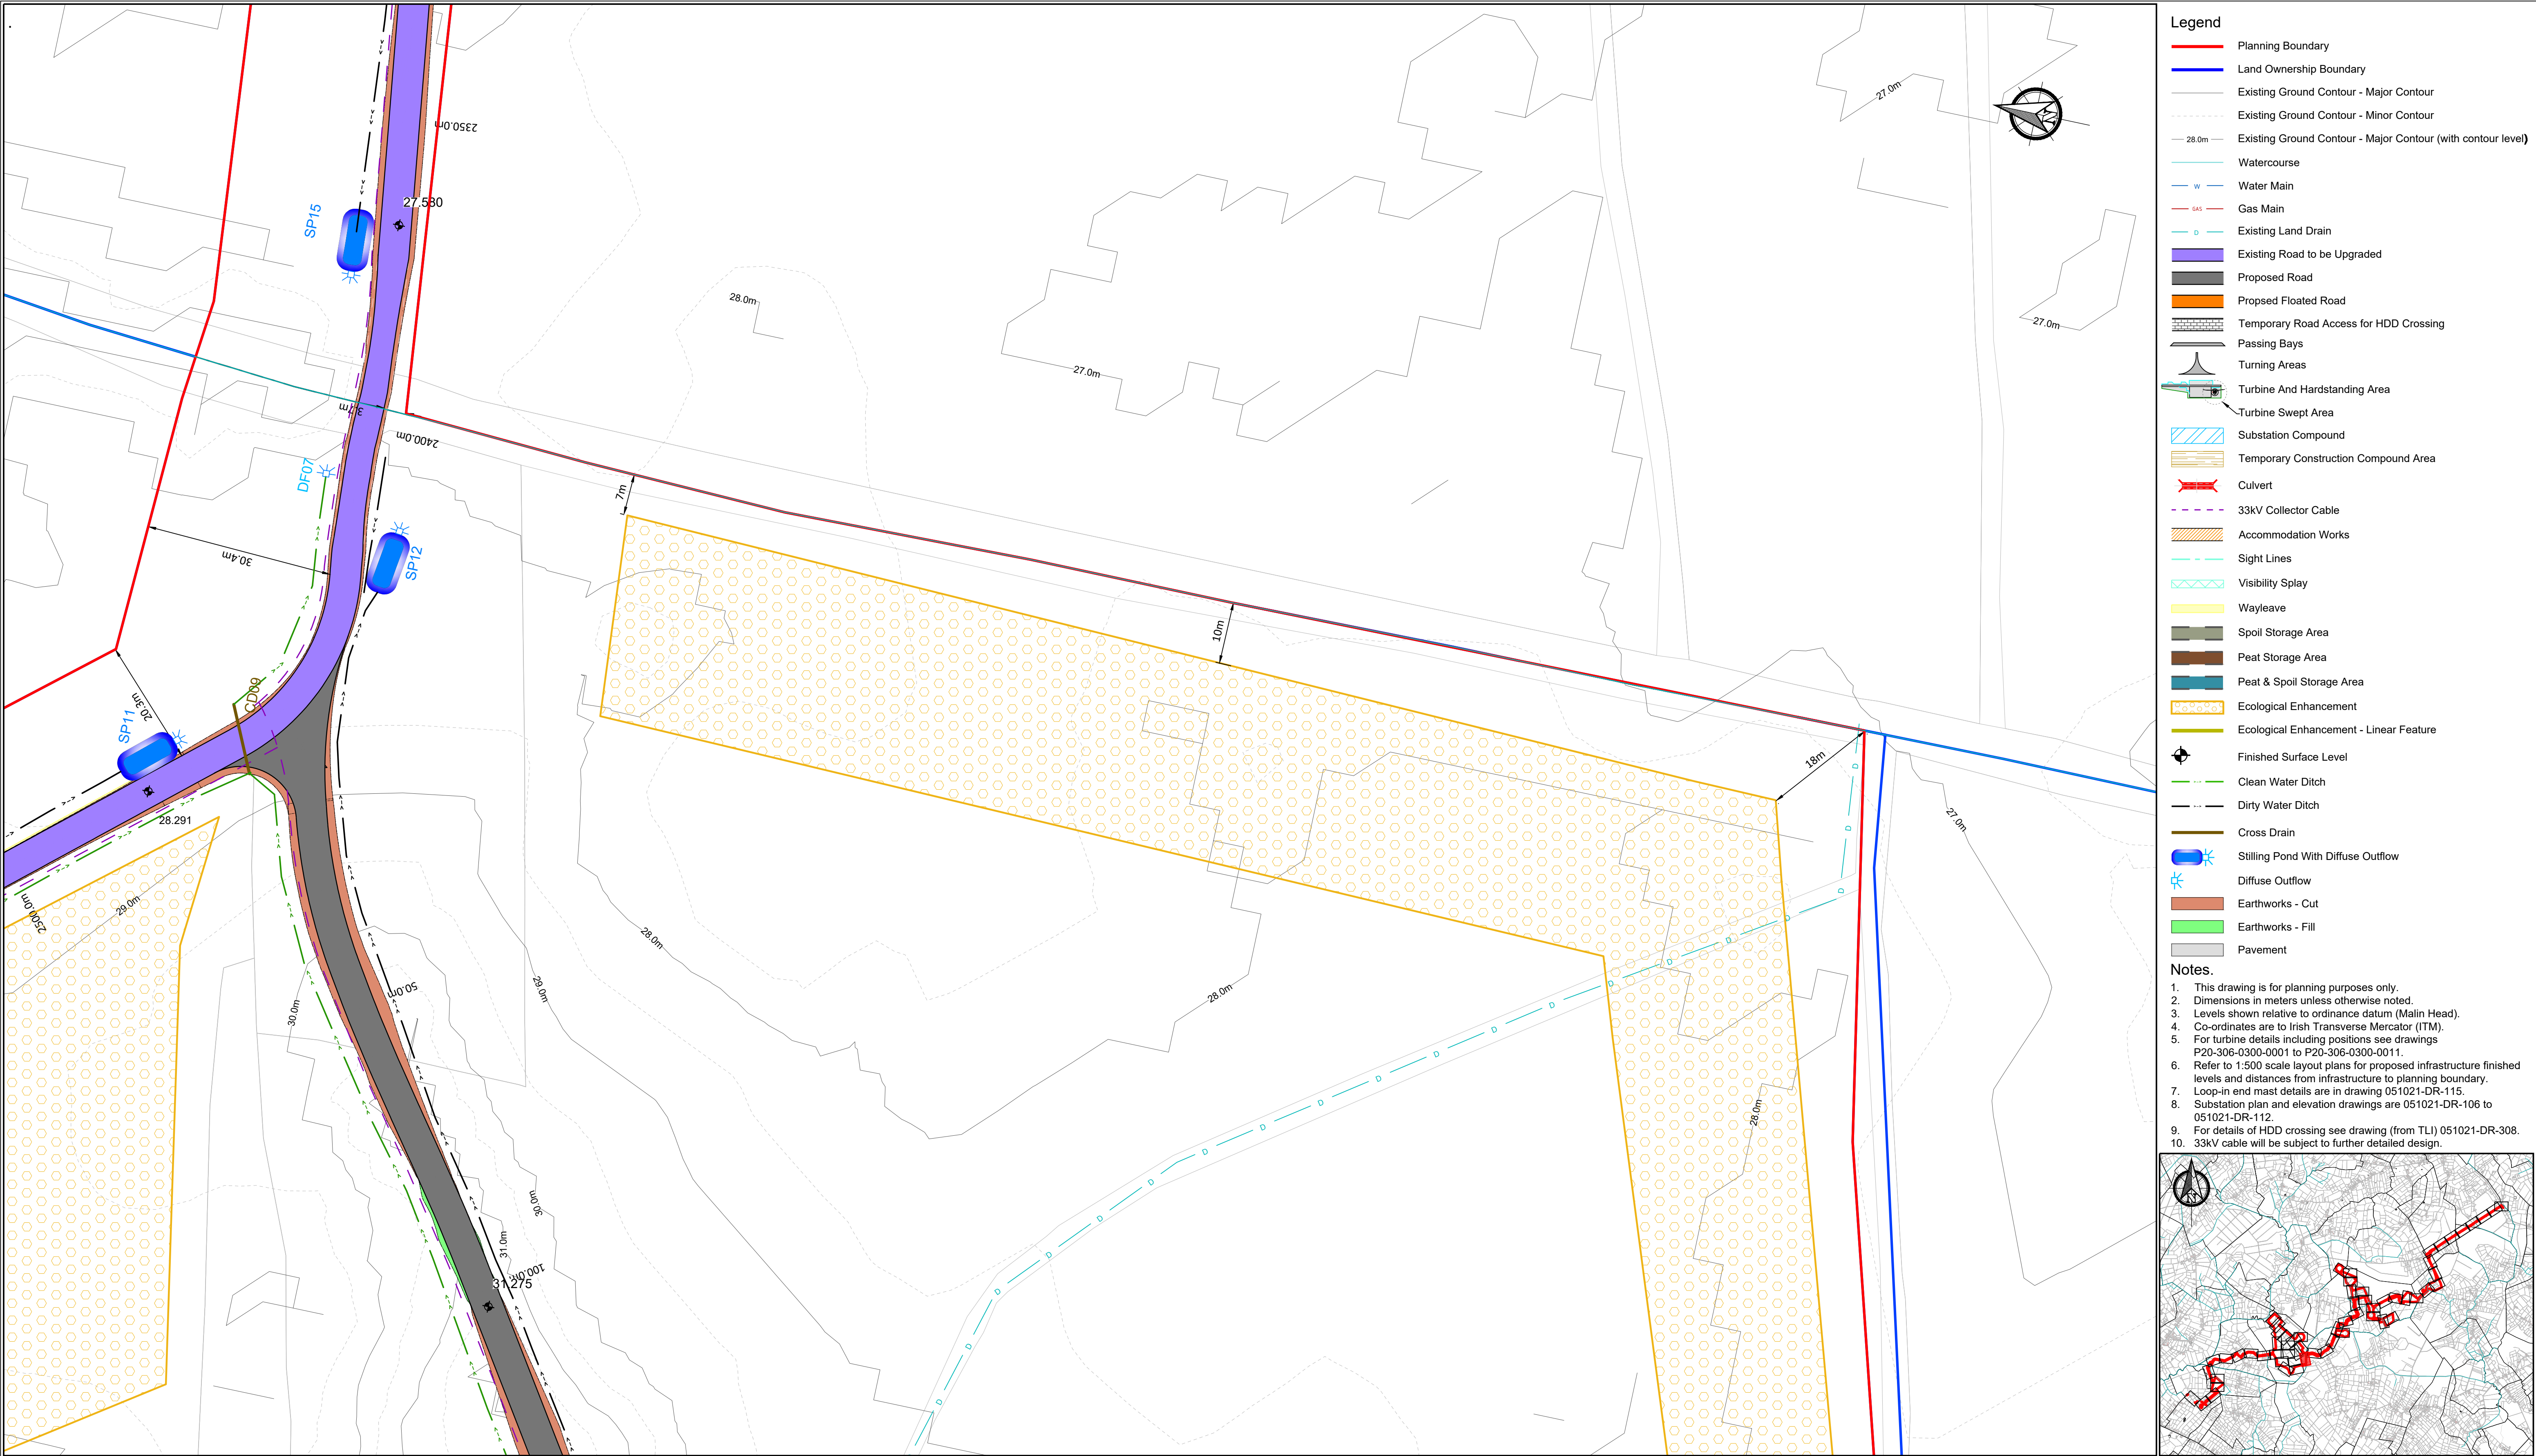 2350.0m
27.580
SP15
28.0m
27.0m
27.0m
27.0m
3.7m
2400.0m
DF07
7m
30.4m
SP12
10m
CD09
20.3m
SP11
18m
28.291
27.0m
29.0m
2500.0m
28.0m
29.0m
50.0m
28.0m
30.0m
28.0m
30.0m
31.0m
100.0m
31.275
D D D D D D D D D D D D D D D D D D D D
Legend
Planning Boundary
Land Ownership Boundary
Existing Ground Contour - Major Contour
Existing Ground Contour - Minor Contour
28.0m Existing Ground Contour - Major Contour (with contour level)
Watercourse
W Water Main
GAS Gas Main
D Existing Land Drain
Existing Road to be Upgraded
Proposed Road
Propsed Floated Road
Temporary Road Access for HDD Crossing
Passing Bays
Turning Areas
Turbine And Hardstanding Area
Turbine Swept Area
Substation Compound
Temporary Construction Compound Area
Culvert
33kV Collector Cable
Accommodation Works
Sight Lines
Visibility Splay
Wayleave
Spoil Storage Area
Peat Storage Area
Peat & Spoil Storage Area
Ecological Enhancement
Ecological Enhancement - Linear Feature
Finished Surface Level
Clean Water Ditch
Dirty Water Ditch
Cross Drain
Stilling Pond With Diffuse Outflow
Diffuse Outflow
Earthworks - Cut
Earthworks - Fill
Pavement
Notes.
1. This drawing is for planning purposes only.
2. Dimensions in meters unless otherwise noted.
3. Levels shown relative to ordinance datum (Malin Head).
4. Co-ordinates are to Irish Transverse Mercator (ITM).
5. For turbine details including positions see drawings
P20-306-0300-0001 to P20-306-0300-0011.
6. Refer to 1:500 scale layout plans for proposed infrastructure finished
levels and distances from infrastructure to planning boundary.
7. Loop-in end mast details are in drawing 051021-DR-115.
8. Substation plan and elevation drawings are 051021-DR-106 to
051021-DR-112.
9. For details of HDD crossing see drawing (from TLI) 051021-DR-308.
10. 33kV cable will be subject to further detailed design.